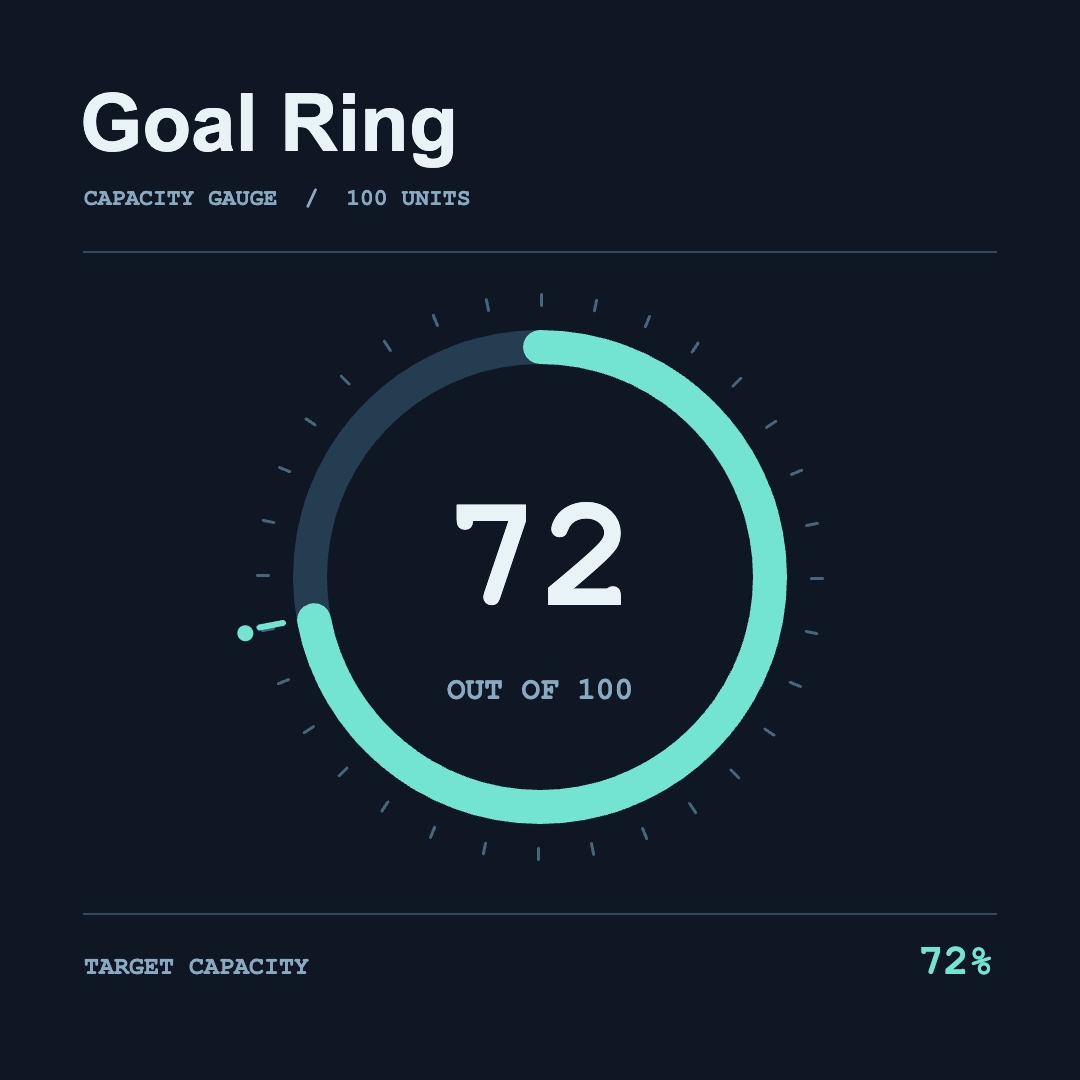 Goal Ring
CAPACITY GAUGE / 100 UNITS
72
OUT OF 100
TARGET CAPACITY
72%